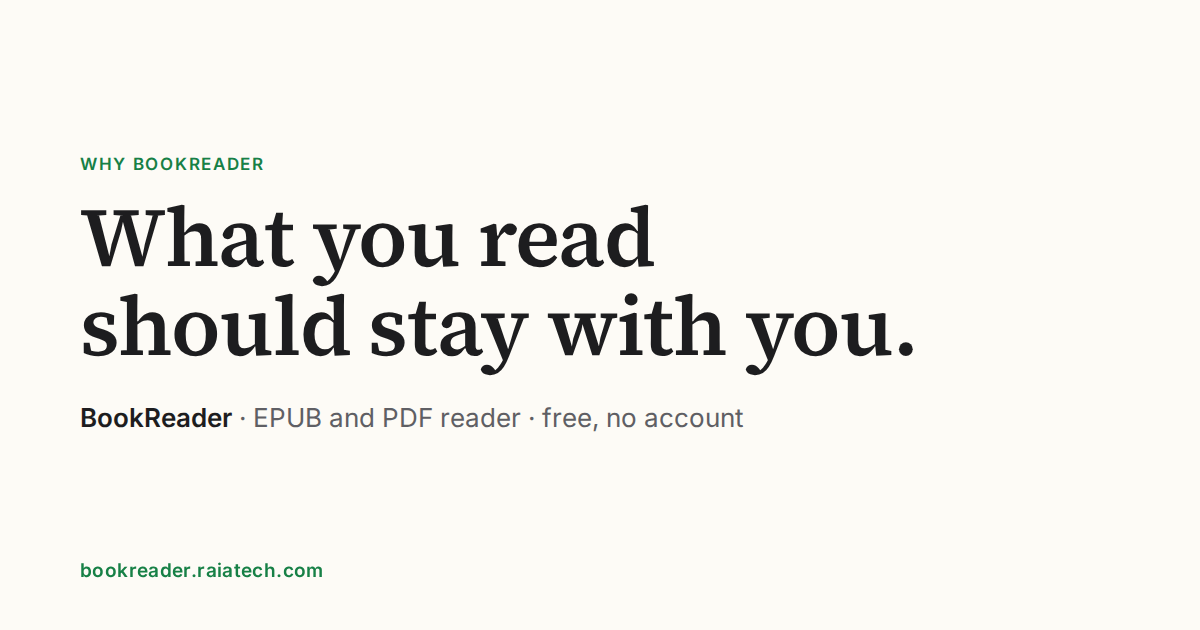 WHY BOOKREADER
What you read
should stay with you.
BookReader · EPUB and PDF reader · free, no account
bookreader.raiatech.com